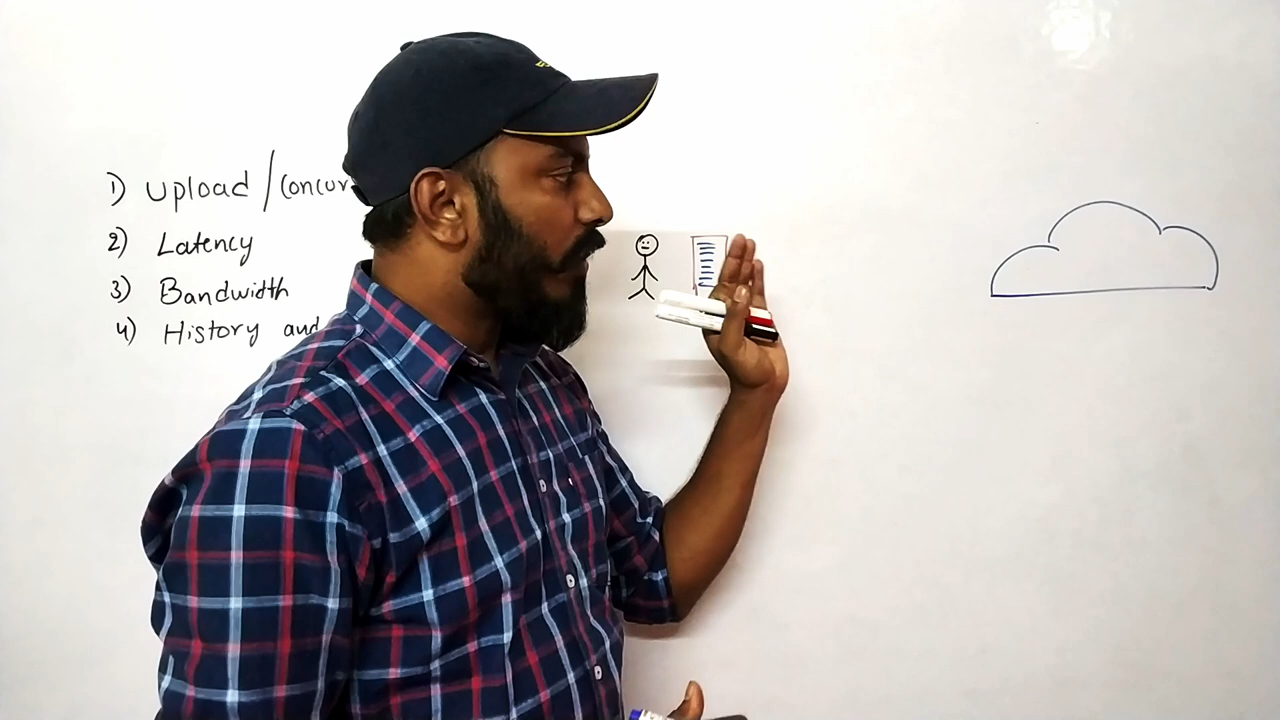 1) Upload / Concur
2) Latency
3) Bandwidth
4) History and